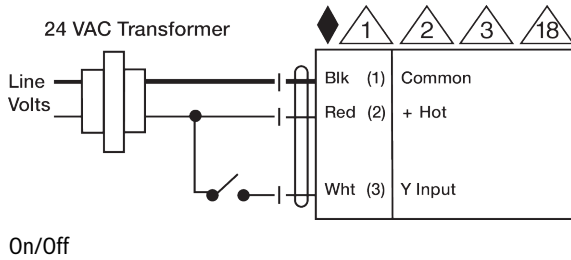 24 VAC Transformer
1 2 3 18
Line
Volts
Blk (1) Common
Red (2) + Hot
Wht (3) Y Input
On/Off